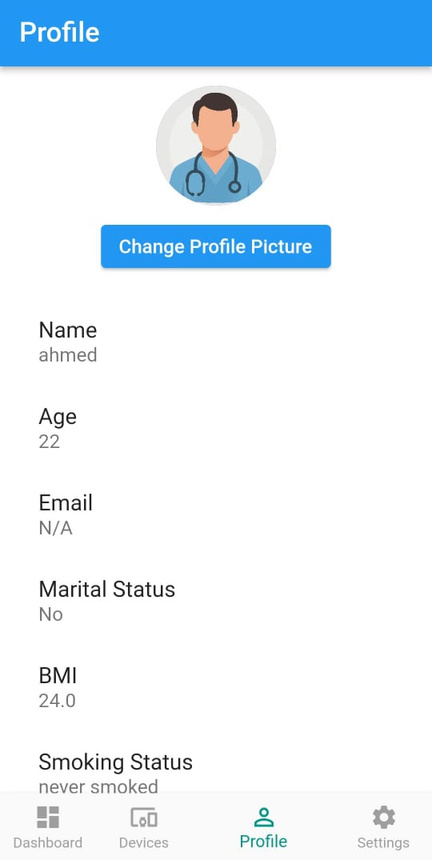 Profile
Change Profile Picture
Name
ahmed
Age
22
Email
N/A
Marital Status
No
BMI
24.0
Smoking Status
never smoked
Dashboard
Devices
Profile
Settings